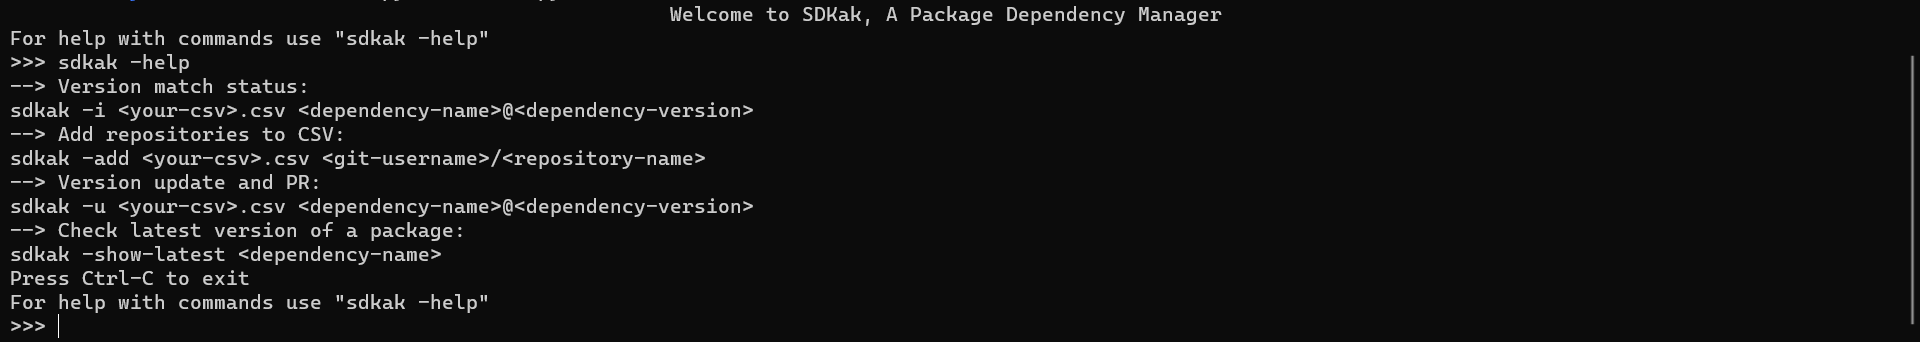 Welcome to SDKak, A Package Dependency Manager
For help with commands use "sdkak -help"
>>> sdkak -help
--> Version match status:
sdkak -i <your-csv>.csv <dependency-name>@<dependency-version>
--> Add repositories to CSV:
sdkak -add <your-csv>.csv <git-username>/<repository-name>
--> Version update and PR:
sdkak -u <your-csv>.csv <dependency-name>@<dependency-version>
--> Check latest version of a package:
sdkak -show-latest <dependency-name>
Press Ctrl-C to exit
For help with commands use "sdkak -help"
>>>